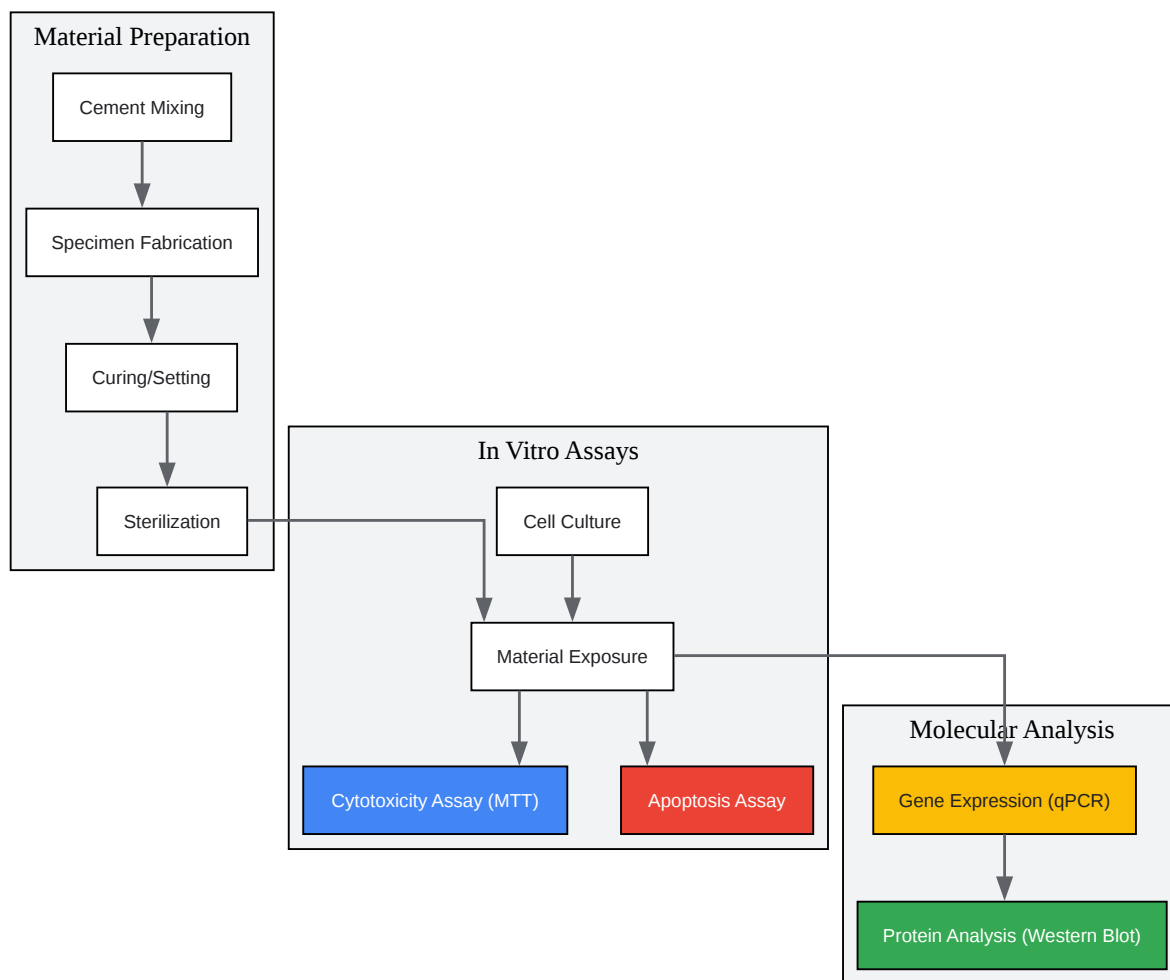 Material Preparation
Cement Mixing
Specimen Fabrication
Curing/Setting
Sterilization
In Vitro Assays
Cell Culture
Material Exposure
Cytotoxicity Assay (MTT)
Apoptosis Assay
Molecular Analysis
Gene Expression (qPCR)
Protein Analysis (Western Blot)